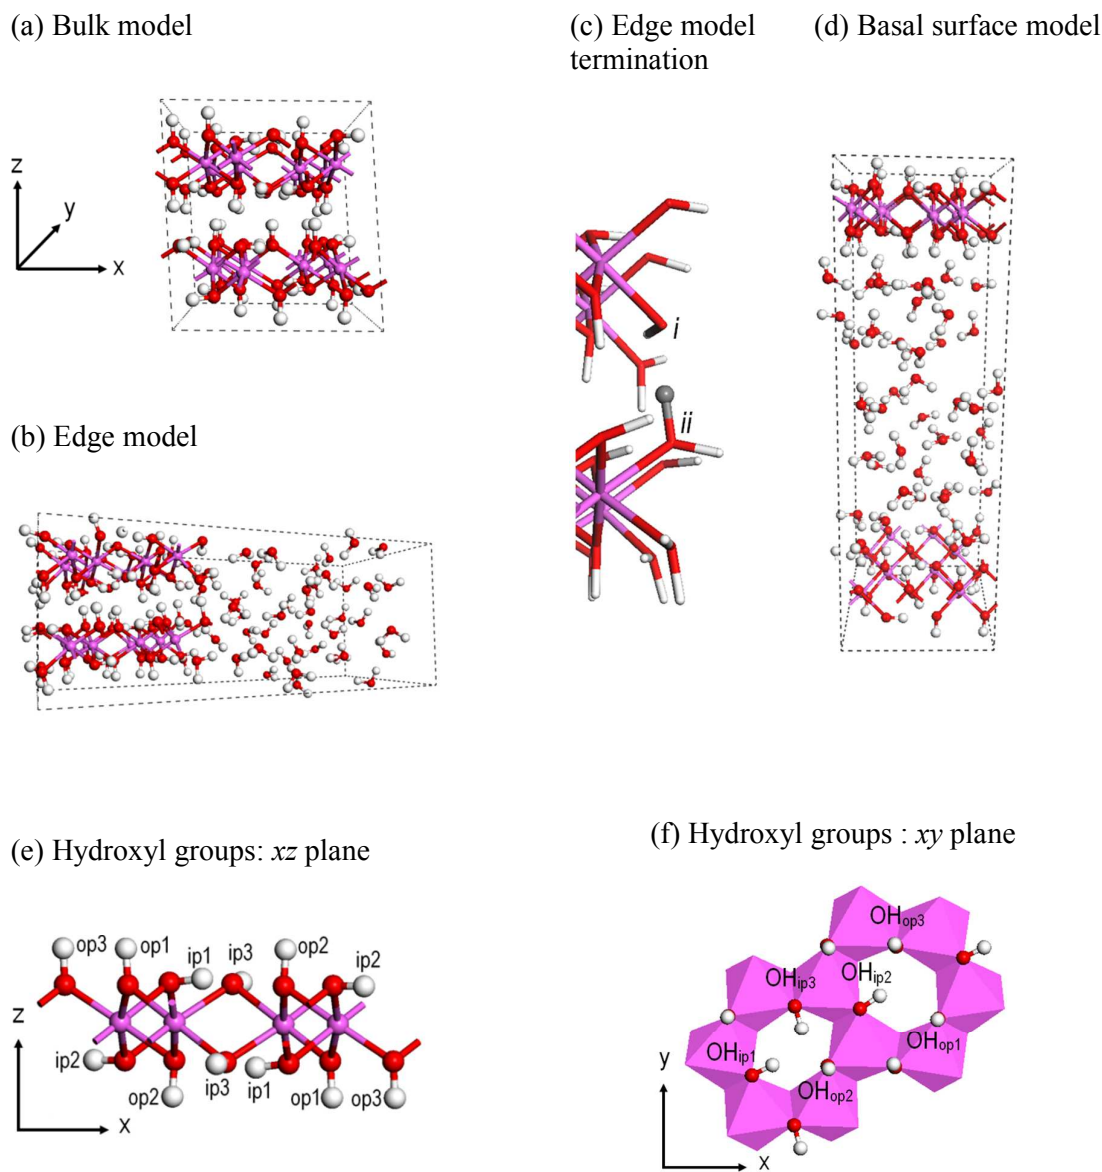 (a) Bulk model
(c) Edge model
termination
(d) Basal surface model
z
y
x
i
ii
(b) Edge model
(e) Hydroxyl groups: xz plane
(f) Hydroxyl groups : xy plane
op3
op1
ip1
ip3
op2
ip2
z
ip2
op2
ip3
ip1
op1
op3
x
OHop3
OHip3
OHip2
OHip1
OHop1
OHop2
y
x